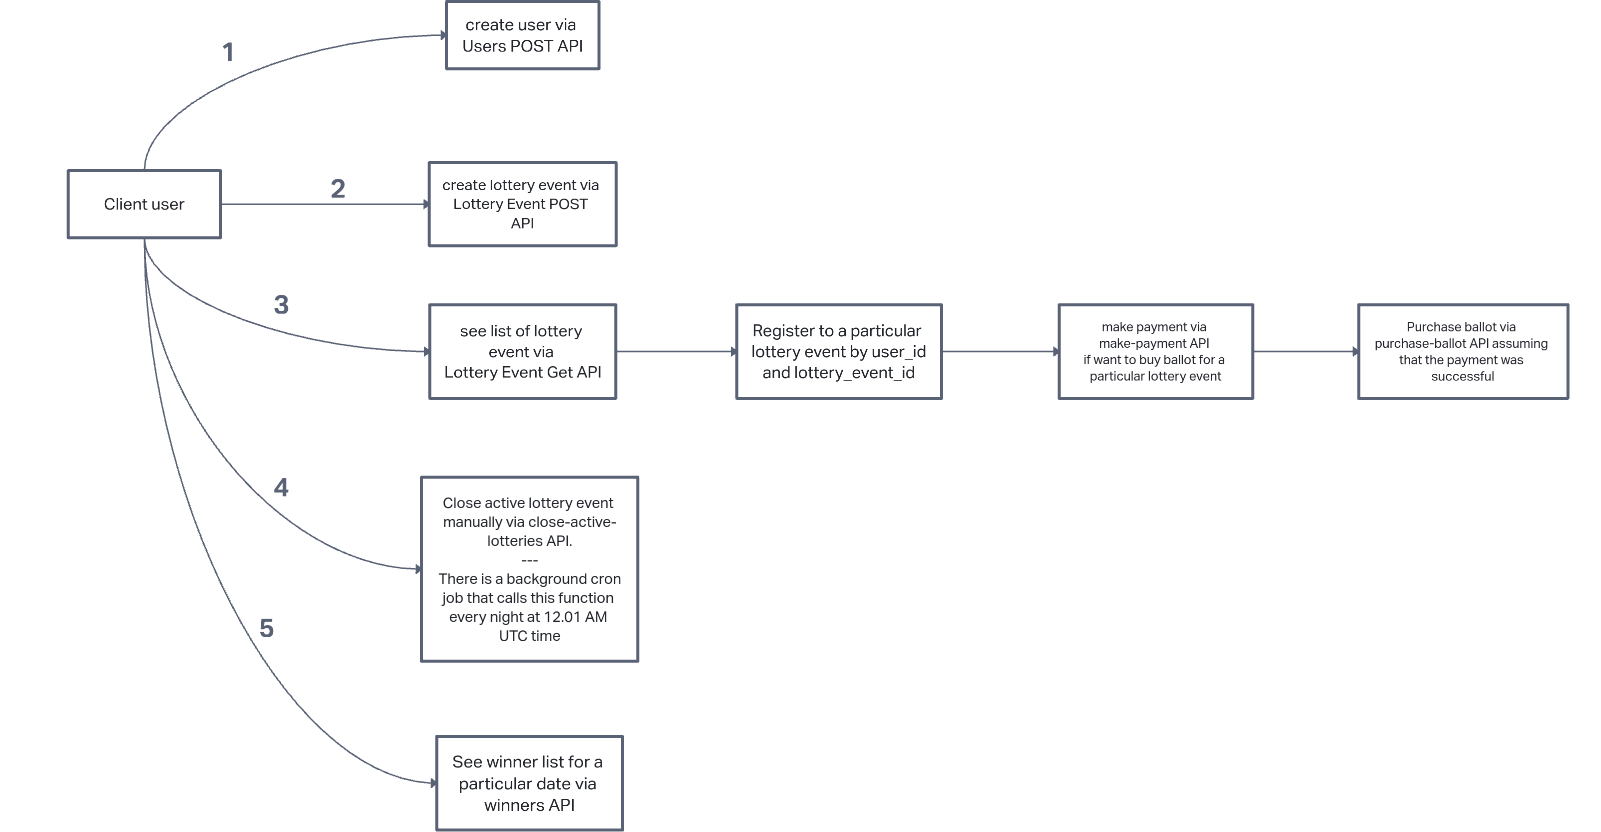 1
create user via
Users POST API
Client user
2
create lottery event via
Lottery Event POST
API
3
see list of lottery
event via
Lottery Event Get API
Register to a particular
lottery event by user_id
and lottery_event_id
make payment via
make-payment API
if want to buy ballot for a
particular lottery event
Purchase ballot via
purchase-ballot API assuming
that the payment was
successful
4
Close active lottery event
manually via close-active-
lotteries API.
---
There is a background cron
job that calls this function
every night at 12.01 AM
UTC time
5
See winner list for a
particular date via
winners API